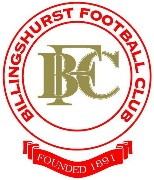 BILLINGSHURST FOOTBALL CLUB
BFC
FOUNDED 1891